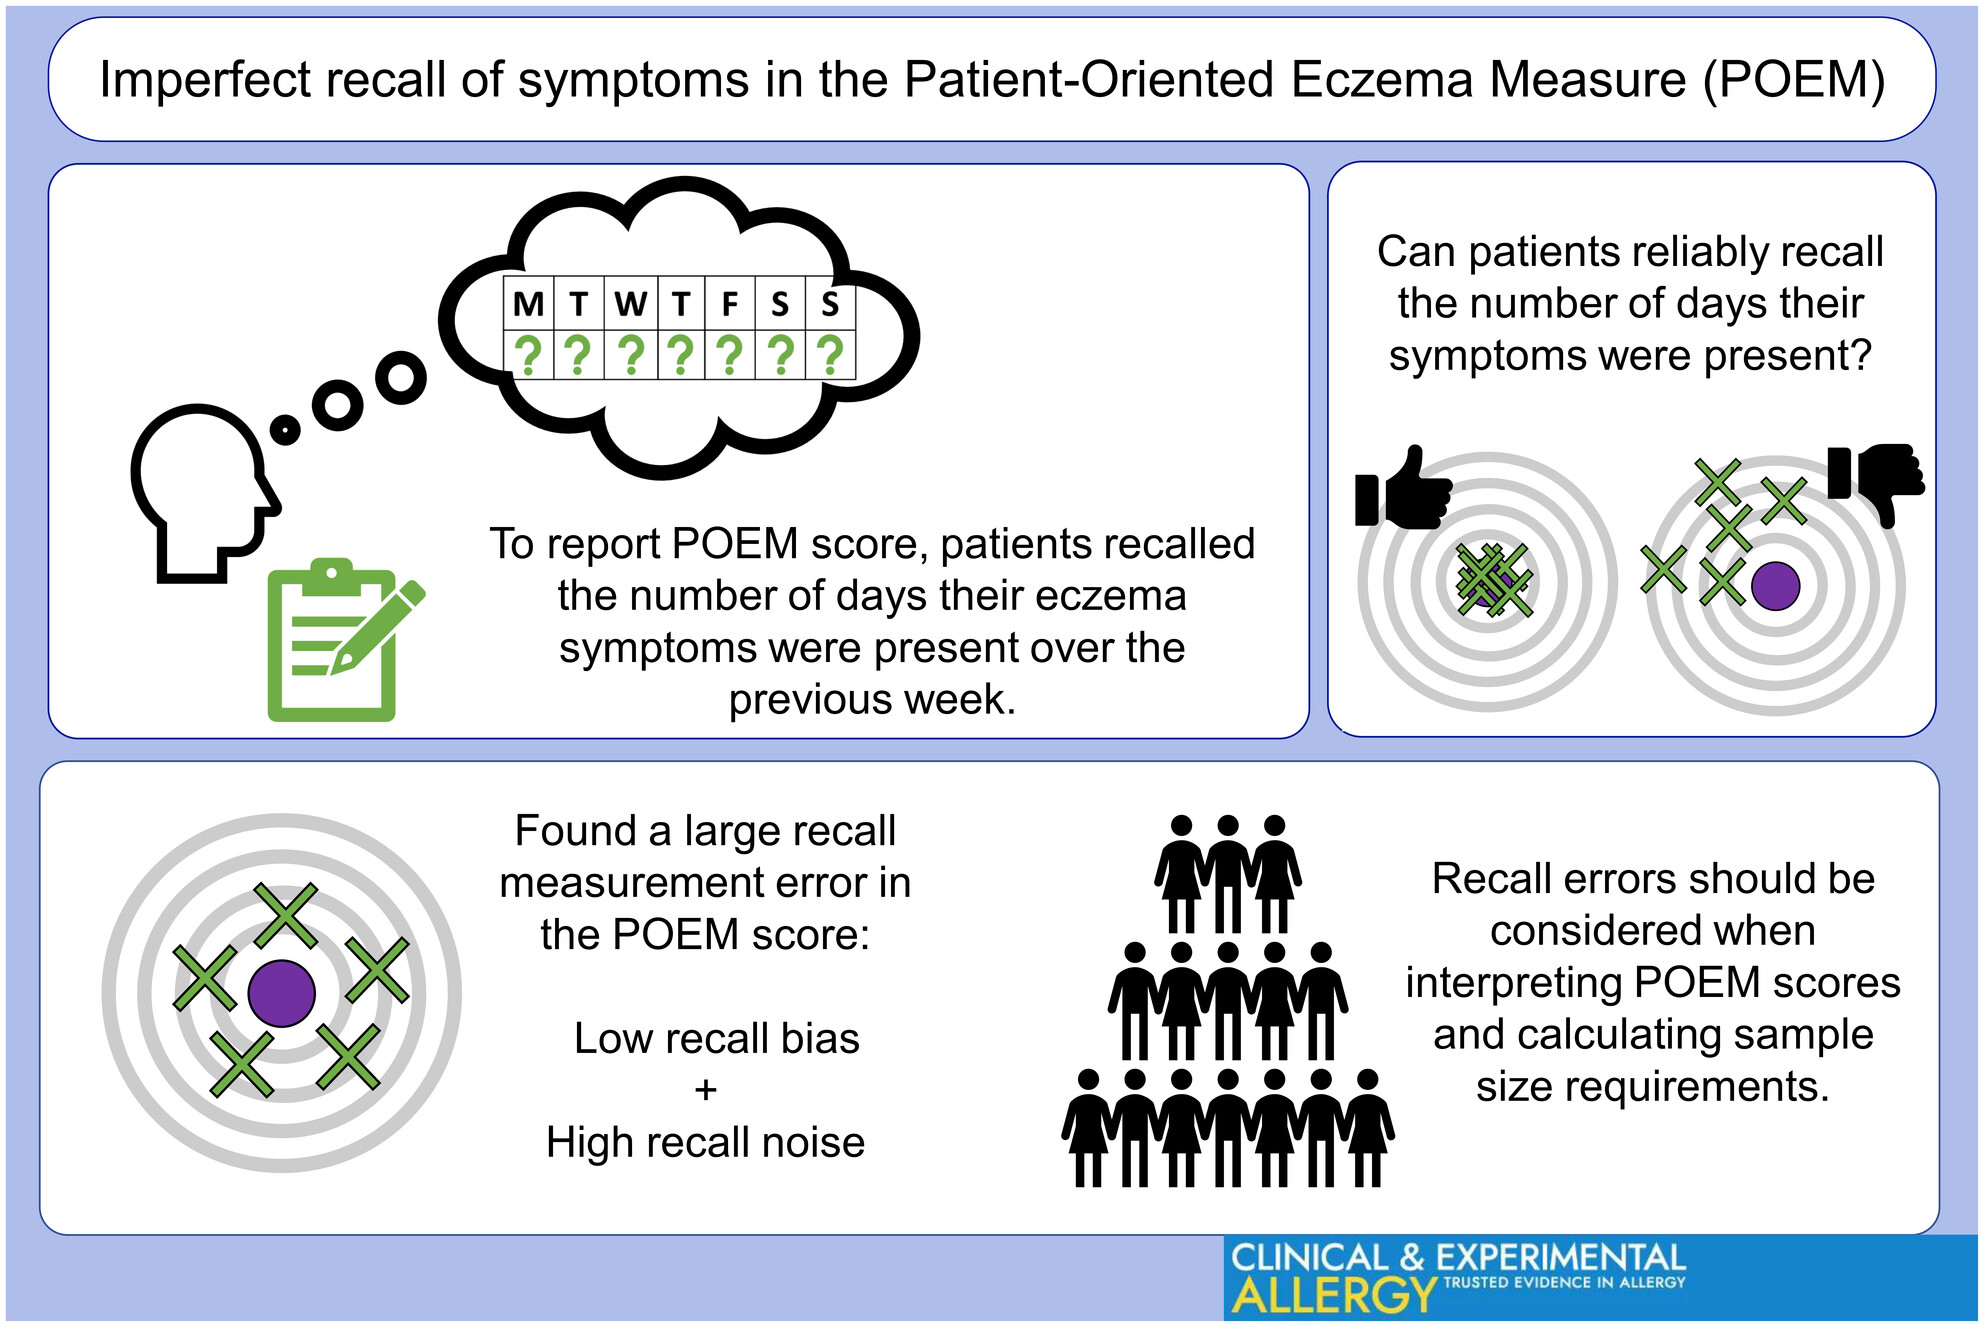 Imperfect recall of symptoms in the Patient-Oriented Eczema Measure (POEM)
M T W T F S S
? ? ? ? ? ? ?
To report POEM score, patients recalled
the number of days their eczema
symptoms were present over the
previous week.
Can patients reliably recall
the number of days their
symptoms were present?
Found a large recall
measurement error in
the POEM score:
Low recall bias
+
High recall noise
Recall errors should be
considered when
interpreting POEM scores
and calculating sample
size requirements.
CLINICAL & EXPERIMENTAL
ALLERGY TRUSTED EVIDENCE IN ALLERGY